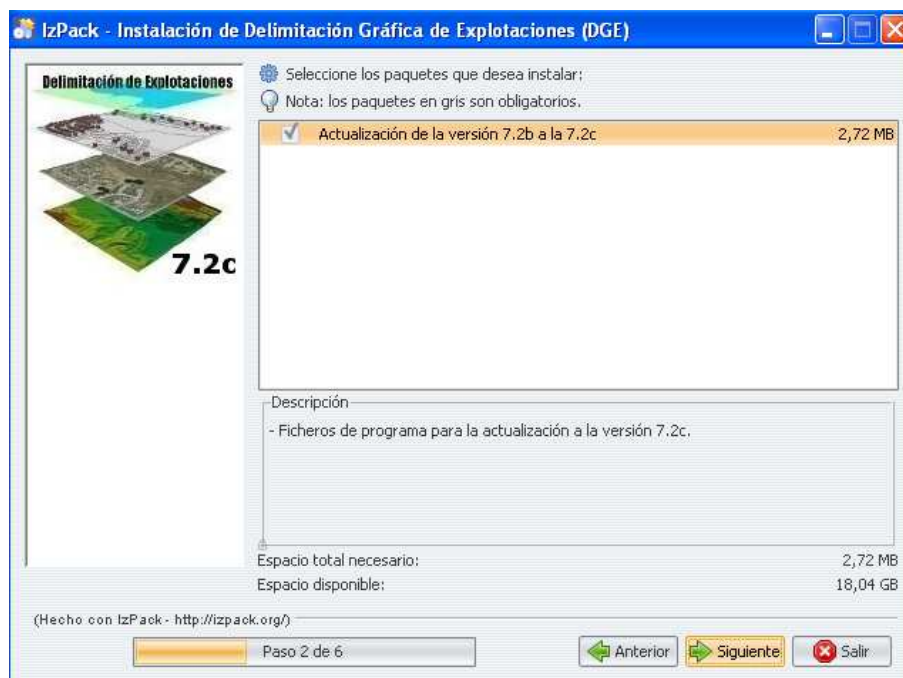 IzPack - Instalación de Delimitación Gráfica de Explotaciones (DGE)
Delimitación de Explotaciones
7.2c
Seleccione los paquetes que desea instalar:
Nota: los paquetes en gris son obligatorios.
Actualización de la versión 7.2b a la 7.2c 2,72 MB
Descripción
- Ficheros de programa para la actualización a la versión 7.2c.
Espacio total necesario: 2,72 MB
Espacio disponible: 18,04 GB
(Hecho con IzPack - http://izpack.org/)
Paso 2 de 6
Anterior
Siguiente
Salir